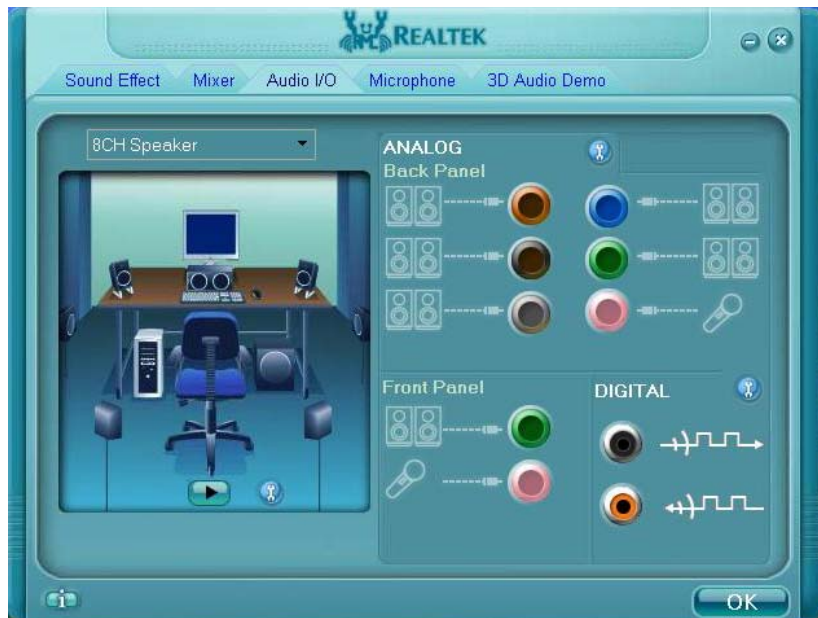 REALTEK
Sound Effect Mixer Audio I/O Microphone 3D Audio Demo
8CH Speaker
ANALOG
Back Panel
Front Panel
DIGITAL
OK